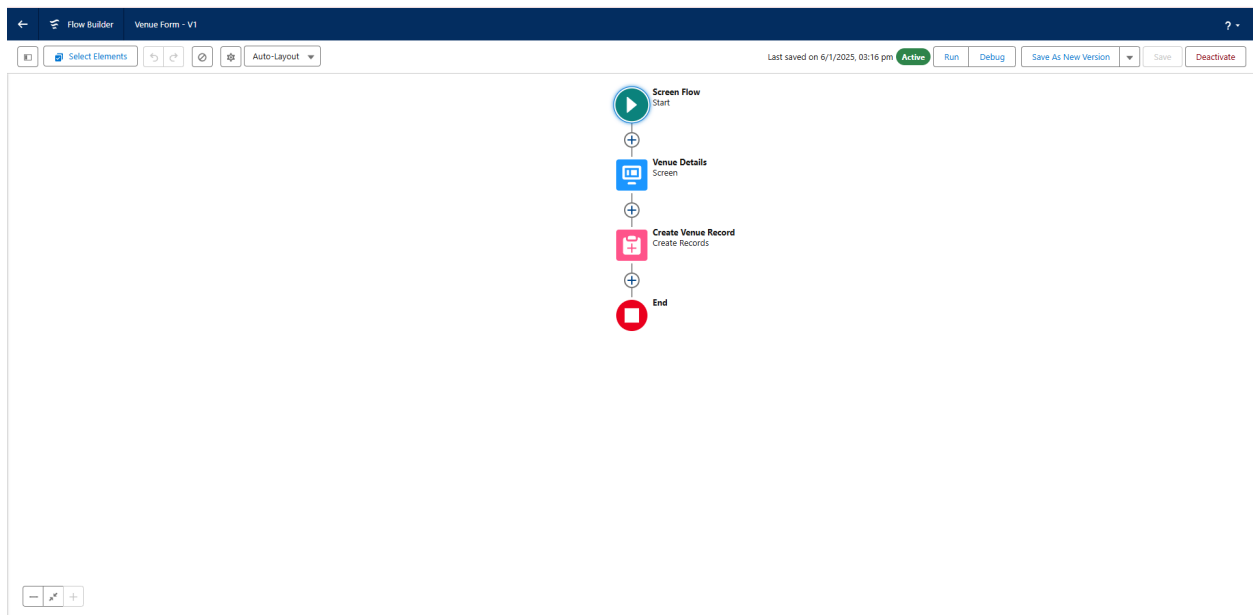 Flow Builder Venue Form - V1 ?
Select Elements Auto-Layout Last saved on 6/1/2025, 03:16 pm Active Run Debug Save As New Version Save Deactivate
Screen Flow
Start
Venue Details
Screen
Create Venue Record
Create Records
End